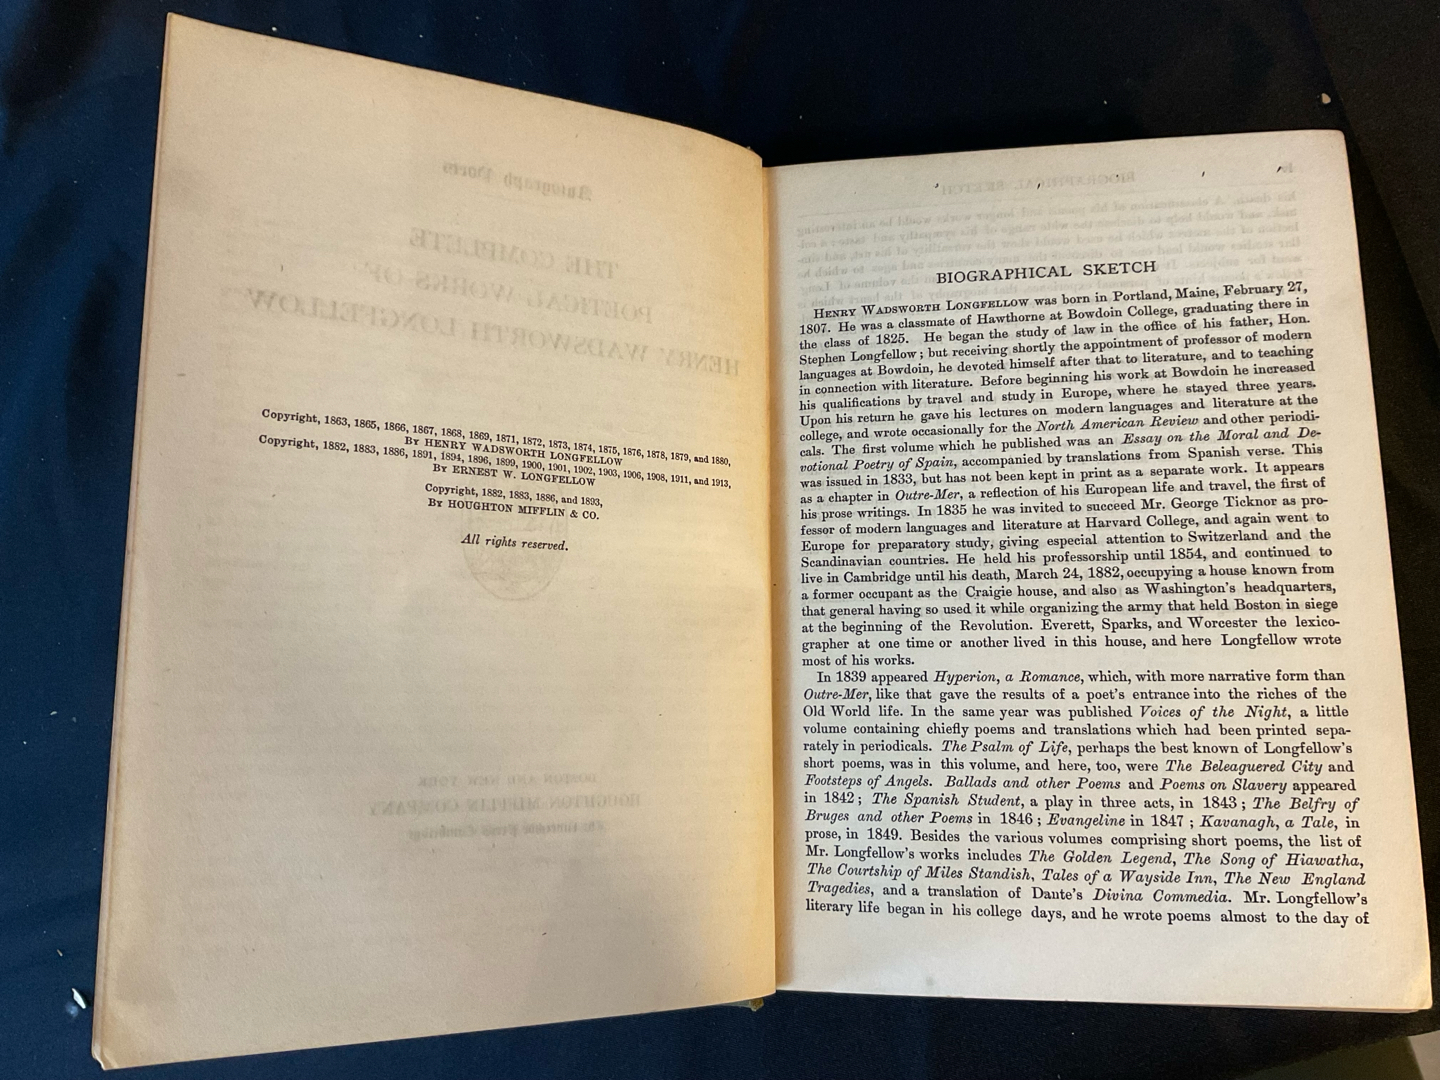 Copyright, 1863, 1865, 1866, 1867, 1868, 1869, 1871, 1872, 1873, 1874, 1875, 1876, 1878, 1879, and 1880,
BY HENRY WADSWORTH LONGFELLOW
Copyright, 1882, 1883, 1886, 1891, 1894, 1896, 1899, 1900, 1901, 1902, 1903, 1906, 1908, 1911, and 1913,
BY ERNEST W. LONGFELLOW
Copyright, 1882, 1883, 1886, and 1893,
BY HOUGHTON MIFFLIN & CO.
All rights reserved.
BIOGRAPHICAL SKETCH
HENRY WADSWORTH LONGFELLOW was born in Portland, Maine, February 27,
1807. He was a classmate of Hawthorne at Bowdoin College, graduating there in
the class of 1825. He began the study of law in the office of his father, Hon.
Stephen Longfellow; but receiving shortly the appointment of professor of modern
languages at Bowdoin, he devoted himself after that to literature, and to teaching
in connection with literature. Before beginning his work at Bowdoin he increased
his qualifications by travel and study in Europe, where he stayed three years.
Upon his return he gave his lectures on modern languages and literature at the
college, and wrote occasionally for the North American Review and other periodi-
cals. The first volume which he published was an Essay on the Moral and De-
votional Poetry of Spain, accompanied by translations from Spanish verse. This
was issued in 1833, but has not been kept in print as a separate work. It appears
as a chapter in Outre-Mer, a reflection of his European life and travel, the first of
his prose writings. In 1835 he was invited to succeed Mr. George Ticknor as pro-
fessor of modern languages and literature at Harvard College, and again went to
Europe for preparatory study, giving especial attention to Switzerland and the
Scandinavian countries. He held his professorship until 1854, and continued to
live in Cambridge until his death, March 24, 1882, occupying a house known from
a former occupant as the Craigie house, and also as Washington's headquarters,
that general having so used it while organizing the army that held Boston in siege
at the beginning of the Revolution. Everett, Sparks, and Worcester the lexico-
grapher at one time or another lived in this house, and here Longfellow wrote
most of his works.
In 1839 appeared Hyperion, a Romance, which, with more narrative form than
Outre-Mer, like that gave the results of a poet's entrance into the riches of the
Old World life. In the same year was published Voices of the Night, a little
volume containing chiefly poems and translations which had been printed sepa-
rately in periodicals. The Psalm of Life, perhaps the best known of Longfellow's
short poems, was in this volume, and here, too, were The Beleaguered City and
Footsteps of Angels. Ballads and other Poems and Poems on Slavery appeared
in 1842; The Spanish Student, a play in three acts, in 1843; The Belfry of
Bruges and other Poems in 1846; Evangeline in 1847; Kavanagh, a Tale, in
prose, in 1849. Besides the various volumes comprising short poems, the list of
Mr. Longfellow's works includes The Golden Legend, The Song of Hiawatha,
The Courtship of Miles Standish, Tales of a Wayside Inn, The New England
Tragedies, and a translation of Dante's Divina Commedia. Mr. Longfellow's
literary life began in his college days, and he wrote poems almost to the day of